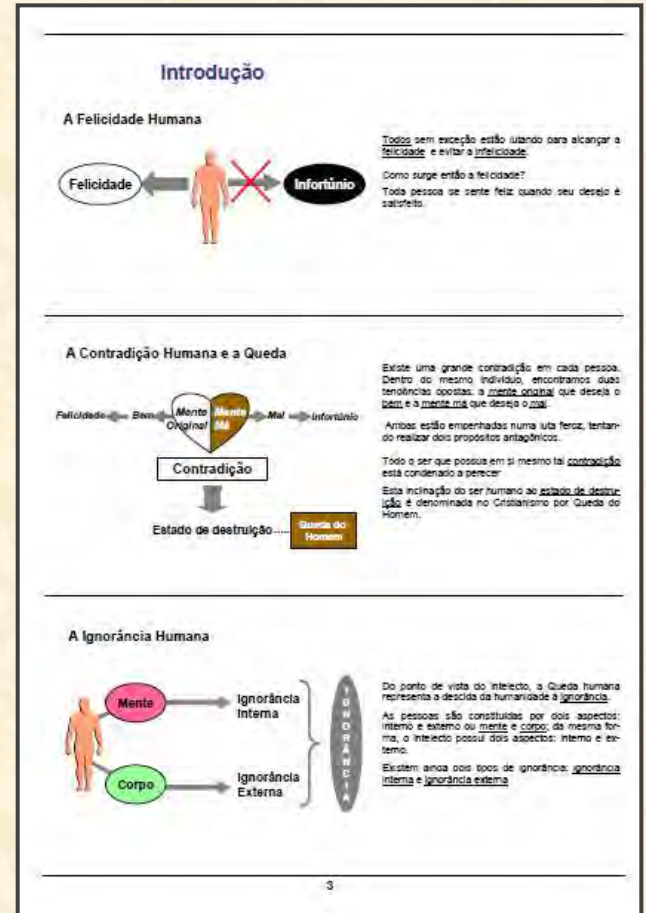 Introdução
A Felicidade Humana
Felicidade
Infortúnio
Todos sem exceção estão lutando para alcançar a
felicidade e evitar a infelicidade.
Como surge então a felicidade?
Toda pessoa se sente feliz quando seu desejo é
satisfeito.
A Contradição Humana e a Queda
Felicidade Bem Mente Original Mente Má Mal Infortúnio
Contradição
Estado de destruição...... Queda do Homem
Existe uma grande contradição em cada pessoa.
Dentro do mesmo indivíduo, encontramos duas
tendências opostas: a mente original que deseja o
bem e a mente má que deseja o mal.
Ambas estão empenhadas numa luta feroz, tentan-
do realizar dois propósitos antagónicos.
Todo o ser que possua em si mesmo tal contradição
está condenado a perecer
Esta inclinação do ser humano ao estado de destru-
ição é denominada no Cristianismo por Queda do
Homem.
A Ignorância Humana
Mente
Ignorância
Interna
Corpo
Ignorância
Externa
IGNORÂNCIA
Do ponto de vista do intelecto, a Queda humana
representa a descida da humanidade à ignorância.
As pessoas são constituídas por dois aspectos:
interno e externo ou mente e corpo; da mesma for-
ma, o intelecto possui dois aspectos: interno e ex-
terno.
Existem ainda dois tipos de ignorância: ignorância
interna e ignorância externa
3